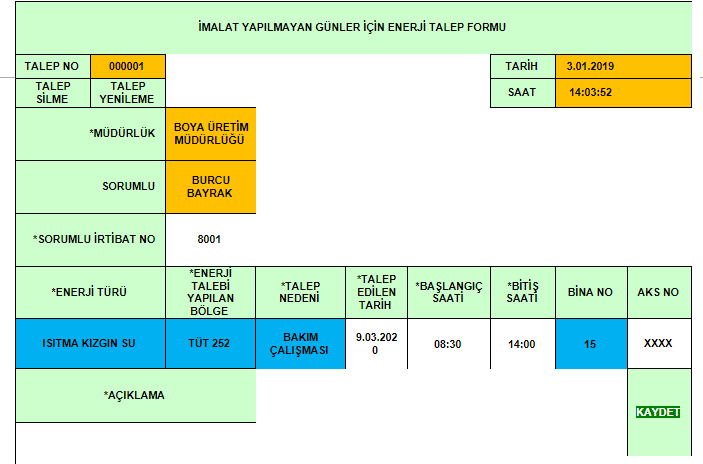 İMALAT YAPILMAYAN GÜNLER İÇİN ENERJİ TALEP FORMU
TALEP NO
000001
TARİH
3.01.2019
TALEP
SİLME
TALEP
YENİLEME
SAAT
14:03:52
*MÜDÜRLÜK
BOYA ÜRETİM
MÜDÜRLÜĞÜ
SORUMLU
BURCU
BAYRAK
*SORUMLU İRTİBAT NO
8001
*ENERJİ TÜRÜ
*ENERJİ
TALEBİ
YAPILAN
BÖLGE
*TALEP
NEDENİ
*TALEP
EDİLEN
TARİH
*BAŞLANGIÇ
SAATİ
*BİTİŞ
SAATİ
BİNA NO
AKS NO
ISITMA KIZGIN SU
TÜT 252
BAKIM
ÇALIŞMASI
9.03.202
0
08:30
14:00
15
XXXX
*AÇIKLAMA
KAYDET